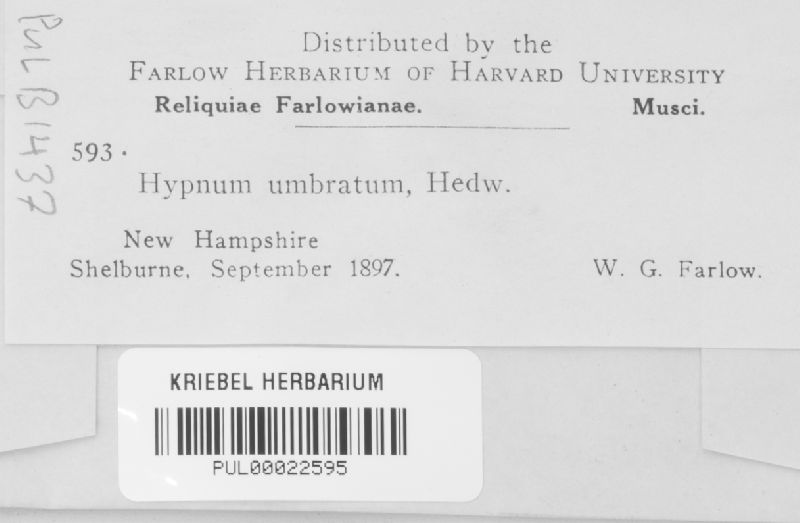 Distributed by the
FARLOW HERBARIUM OF HARVARD UNIVERSITY
Reliquiae Farlowianae. Musci.
593.
Hypnum umbratum, Hedw.
New Hampshire
Shelburne, September 1897. W. G. Farlow.
PUL B1437
KRIEBEL HERBARIUM
PUL00022595